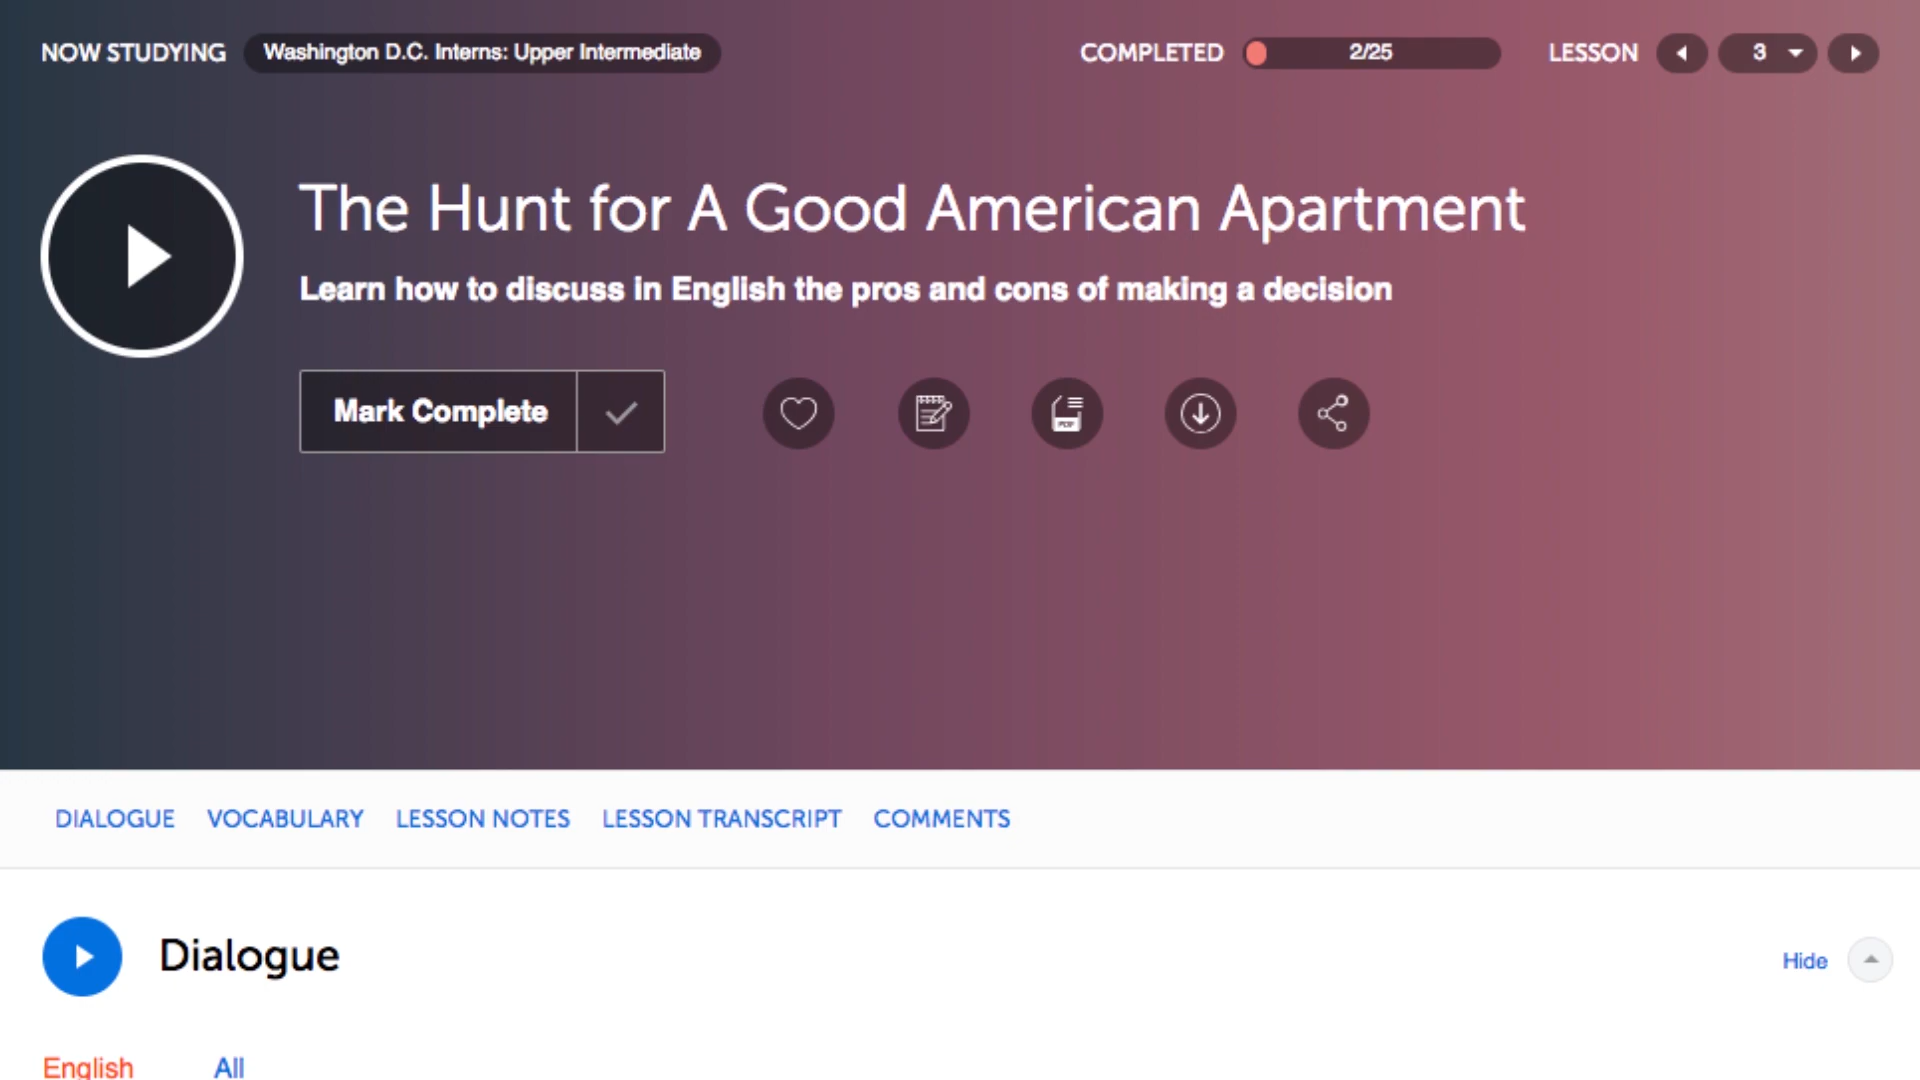 NOW STUDYING Washington D.C. Interns: Upper Intermediate COMPLETED 2/25 LESSON 3
The Hunt for A Good American Apartment
Learn how to discuss in English the pros and cons of making a decision
Mark Complete PDF
DIALOGUE VOCABULARY LESSON NOTES LESSON TRANSCRIPT COMMENTS
Dialogue Hide
English All